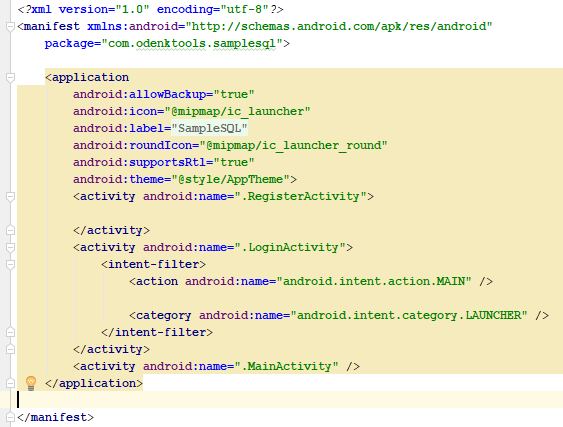 <?xml version="1.0" encoding="utf-8"?>
<manifest xmlns:android="http://schemas.android.com/apk/res/android"
    package="com.odenktools.samplesql">
    <application
        android:allowBackup="true"
        android:icon="@mipmap/ic_launcher"
        android:label="SampleSQL"
        android:roundIcon="@mipmap/ic_launcher_round"
        android:supportsRtl="true"
        android:theme="@style/AppTheme">
        <activity android:name=".RegisterActivity">
        </activity>
        <activity android:name=".LoginActivity">
            <intent-filter>
                <action android:name="android.intent.action.MAIN" />
                <category android:name="android.intent.category.LAUNCHER" />
            </intent-filter>
        </activity>
        <activity android:name=".MainActivity" />
    </application>
</manifest>